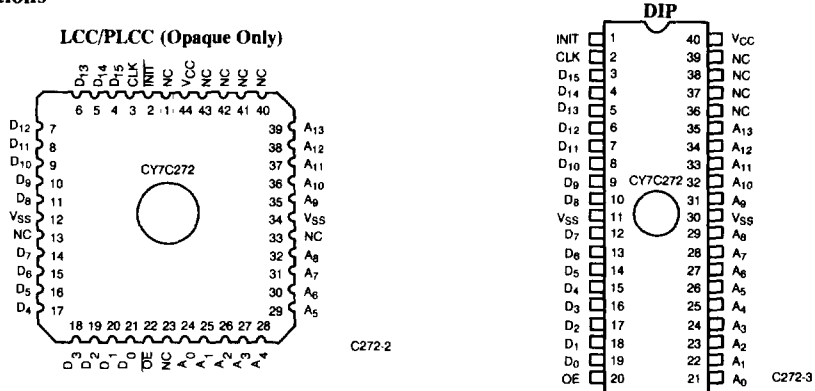 LCC/PLCC (Opaque Only)
D13 D14 D15 CLK INIT NC VCC NC NC NC NC
6 5 4 3 2 1 44 43 42 41 40
D12 7
D11 8
D10 9
D9 10
D8 11
VSS 12
NC 13
D7 14
D6 15
D5 16
D4 17
CY7C272
39 A13
38 A12
37 A11
36 A10
35 A9
34 VSS
33 NC
32 A8
31 A7
30 A6
29 A5
18 19 20 21 22 23 24 25 26 27 28
D3 D2 D1 D0 OE NC A0 A1 A2 A3 A4
C272-2
DIP
INIT 1 40 VCC
CLK 2 39 NC
D15 3 38 NC
D14 4 37 NC
D13 5 36 NC
D12 6 35 A13
D11 7 34 A12
D10 8 33 A11
D9 9 CY7C272 32 A10
D8 10 31 A9
VSS 11 30 VSS
D7 12 29 A8
D6 13 28 A7
D5 14 27 A6
D4 15 26 A5
D3 16 25 A4
D2 17 24 A3
D1 18 23 A2
D0 19 22 A1
OE 20 21 A0
C272-3